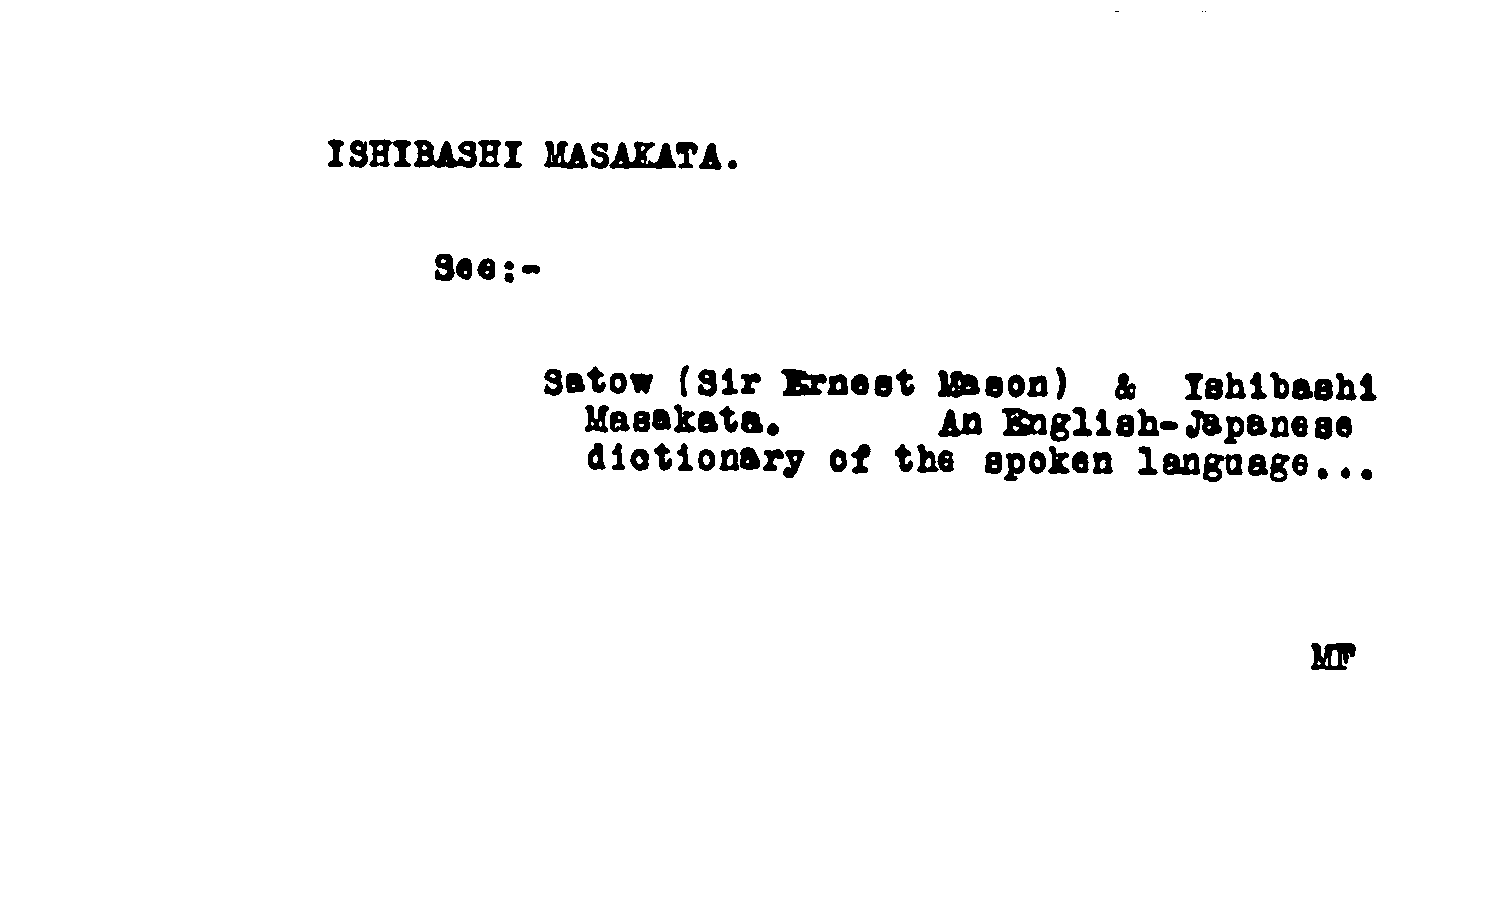 ISHIBASHI MASAKATA.
See:-
Satow (Sir Ernest Mason) & Ishibashi
Masakata. An English-Japanese
dictionary of the spoken language...
MF